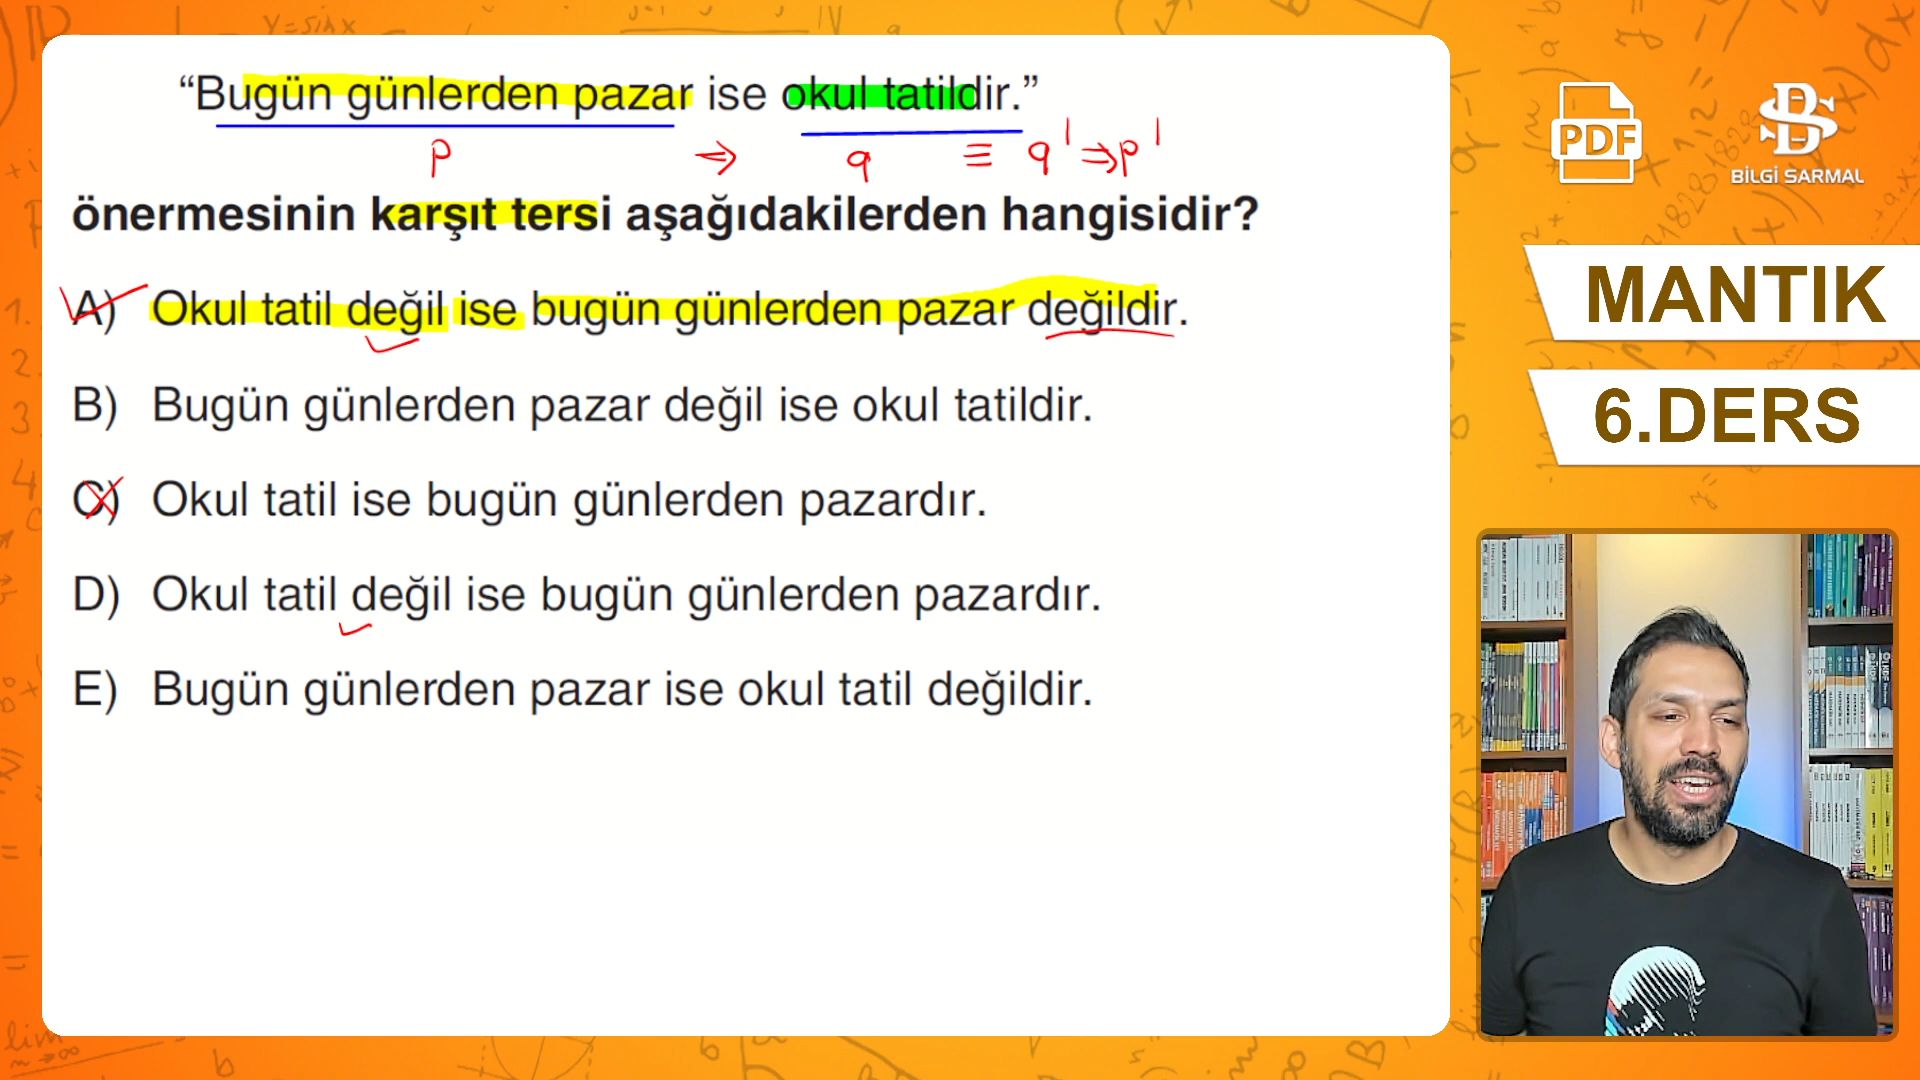 “Bugün günlerden pazar ise okul tatildir.”
p ⇒ q ≡ q' ⇒ p'
önermesinin karşıt tersi aşağıdakilerden hangisidir?
A) Okul tatil değil ise bugün günlerden pazar değildir.
B) Bugün günlerden pazar değil ise okul tatildir.
C) Okul tatil ise bugün günlerden pazardır.
D) Okul tatil değil ise bugün günlerden pazardır.
E) Bugün günlerden pazar ise okul tatil değildir.
PDF
BİLGİ SARMAL
MANTIK
6.DERS